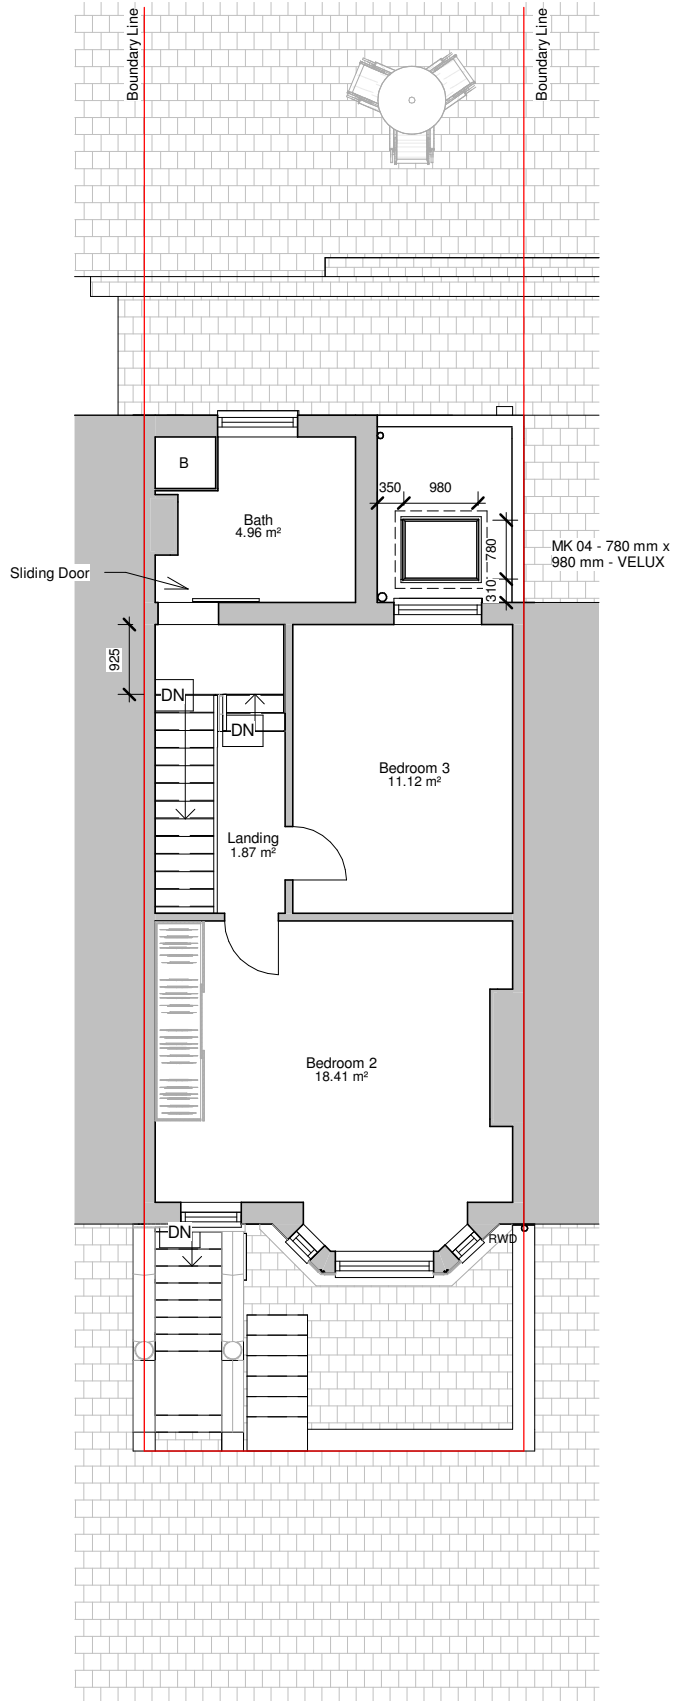 Boundary Line
Boundary Line
B
350
980
Bath
4.96 m²
780
MK 04 - 780 mm x
980 mm - VELUX
Sliding Door
310
925
DN
DN
Bedroom 3
11.12 m²
Landing
1.87 m²
Bedroom 2
18.41 m²
DN
RWD